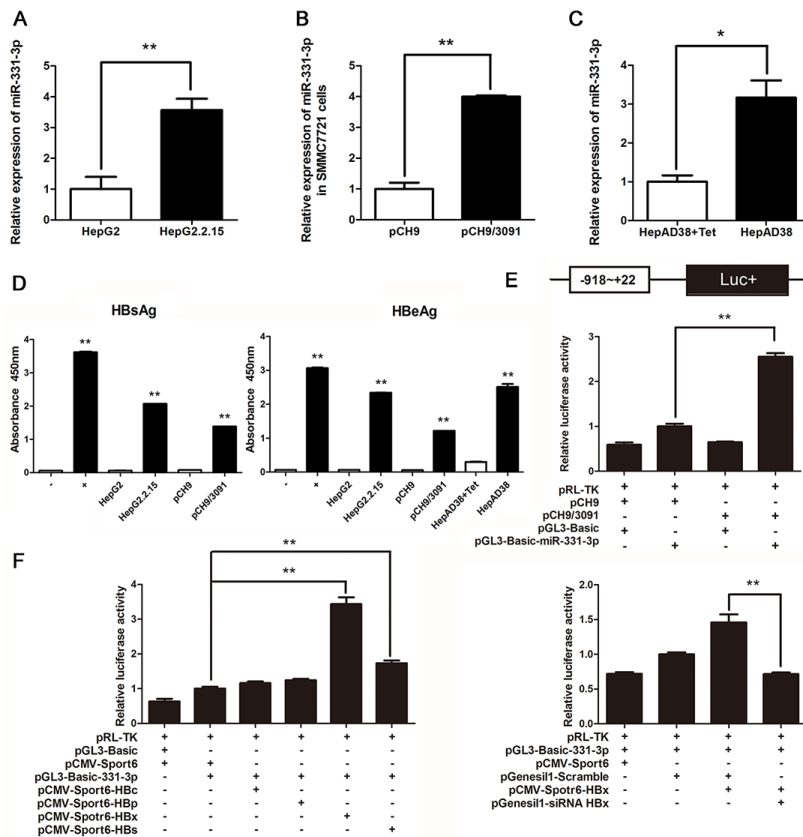 A
Relative expression of miR-331-3p
5
4
3
2
1
0
**
HepG2
HepG2.2.15
B
Relative expression of miR-331-3p
in SMMC7721 cells
5
4
3
2
1
0
**
pCH9
pCH9/3091
C
Relative expression of miR-331-3p
5
4
3
2
1
0
*
HepAD38+Tet
HepAD38
D
HBsAg
Absorbance 450nm
4
3
2
1
0
**
**
**
-
+
HepG2
HepG2.2.15
pCH9
pCH9/3091
HBeAg
Absorbance 450nm
4
3
2
1
0
**
**
**
**
-
+
HepG2
HepG2.2.15
pCH9
pCH9/3091
HepAD38+Tet
HepAD38
E
-918~+22
Luc+
Relative luciferase activity
3
2
1
0
**
pRL-TK + + + +
pCH9 + + - -
pCH9/3091 - - + +
pGL3-Basic + - + -
pGL3-Basic-miR-331-3p - + - +
F
Relative luciferase activity
4
3
2
1
0
**
**
pRL-TK + + + + + +
pGL3-Basic + - - - - -
pCMV-Sport6 + + - - - -
pGL3-Basic-331-3p - + + + + +
pCMV-Sport6-HBc - - + - - -
pCMV-Sport6-HBp - - - + - -
pCMV-Spotr6-HBx - - - - + -
pCMV-Sport6-HBs - - - - - +
Relative luciferase activity
2.0
1.5
1.0
0.5
0.0
**
pRL-TK + + + +
pGL3-Basic-331-3p + + + +
pCMV-Sport6 + - - -
pGenesil1-Scramble - + + -
pCMV-Spotr6-HBx - - + +
pGenesil1-siRNA HBx - - - +